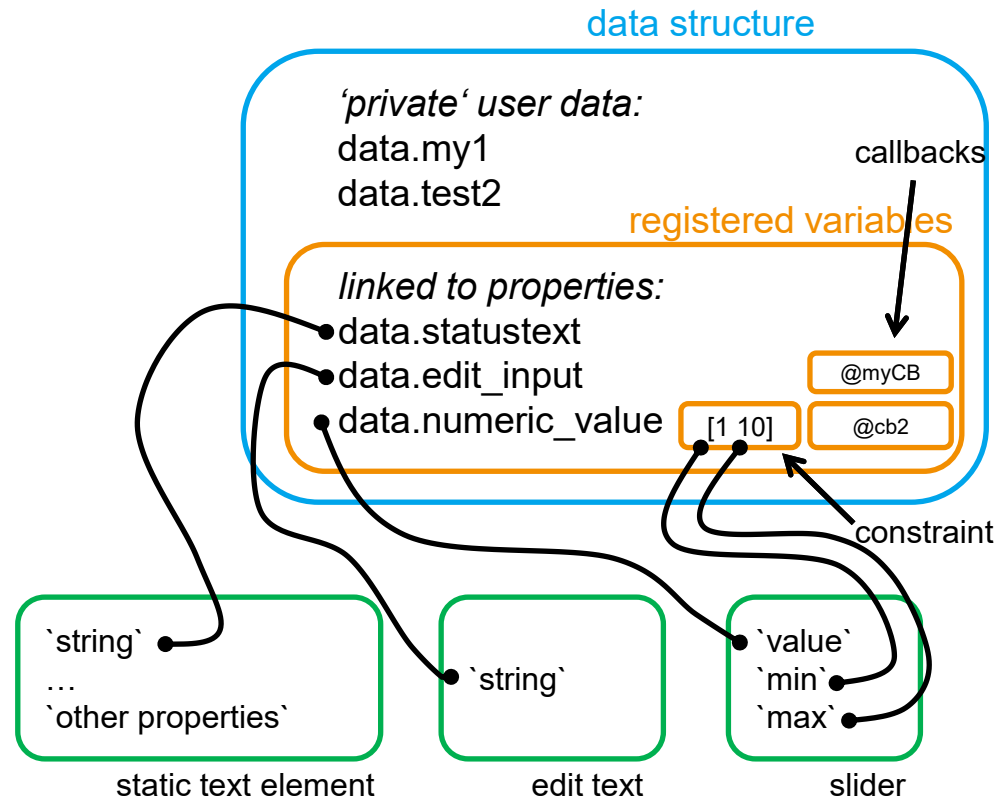 data structure
‘private‘ user data:
data.my1
data.test2
callbacks
registered variables
linked to properties:
data.statustext
data.edit_input
data.numeric_value
[1 10]
@myCB
@cb2
constraint
`string`
...
`other properties`
static text element
`string`
edit text
`value`
`min`
`max`
slider